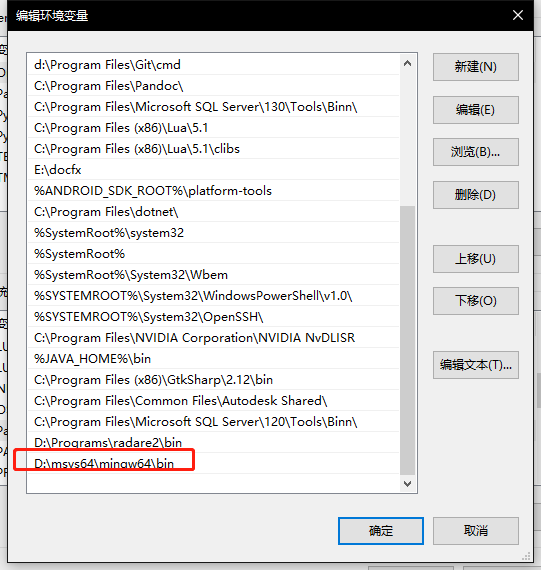 编辑环境变量
d:\Program Files\Git\cmd
C:\Program Files\Pandoc\
C:\Program Files\Microsoft SQL Server\130\Tools\Binn\
C:\Program Files (x86)\Lua\5.1
C:\Program Files (x86)\Lua\5.1\clibs
E:\docfx
%ANDROID_SDK_ROOT%\platform-tools
C:\Program Files\dotnet\
%SystemRoot%\system32
%SystemRoot%
%SystemRoot%\System32\Wbem
%SYSTEMROOT%\System32\WindowsPowerShell\v1.0\
%SYSTEMROOT%\System32\OpenSSH\
C:\Program Files\NVIDIA Corporation\NVIDIA NvDLISR
%JAVA_HOME%\bin
C:\Program Files (x86)\GtkSharp\2.12\bin
C:\Program Files\Common Files\Autodesk Shared\
C:\Program Files\Microsoft SQL Server\120\Tools\Binn\
D:\Programs\radare2\bin
D:\msys64\mingw64\bin
新建(N)
编辑(E)
浏览(B)...
删除(D)
上移(U)
下移(O)
编辑文本(T)...
确定
取消